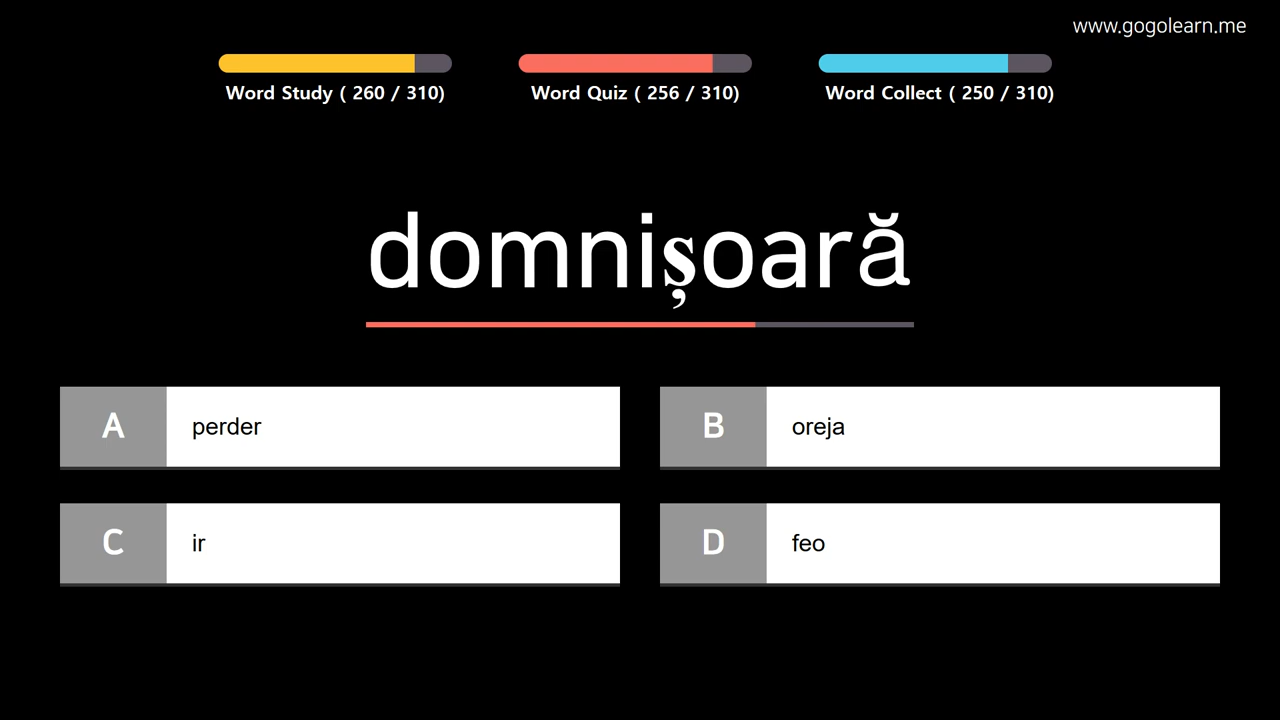 www.gogolearn.me
Word Study ( 260 / 310)
Word Quiz ( 256 / 310)
Word Collect ( 250 / 310)
domnișoară
A perder
B oreja
C ir
D feo